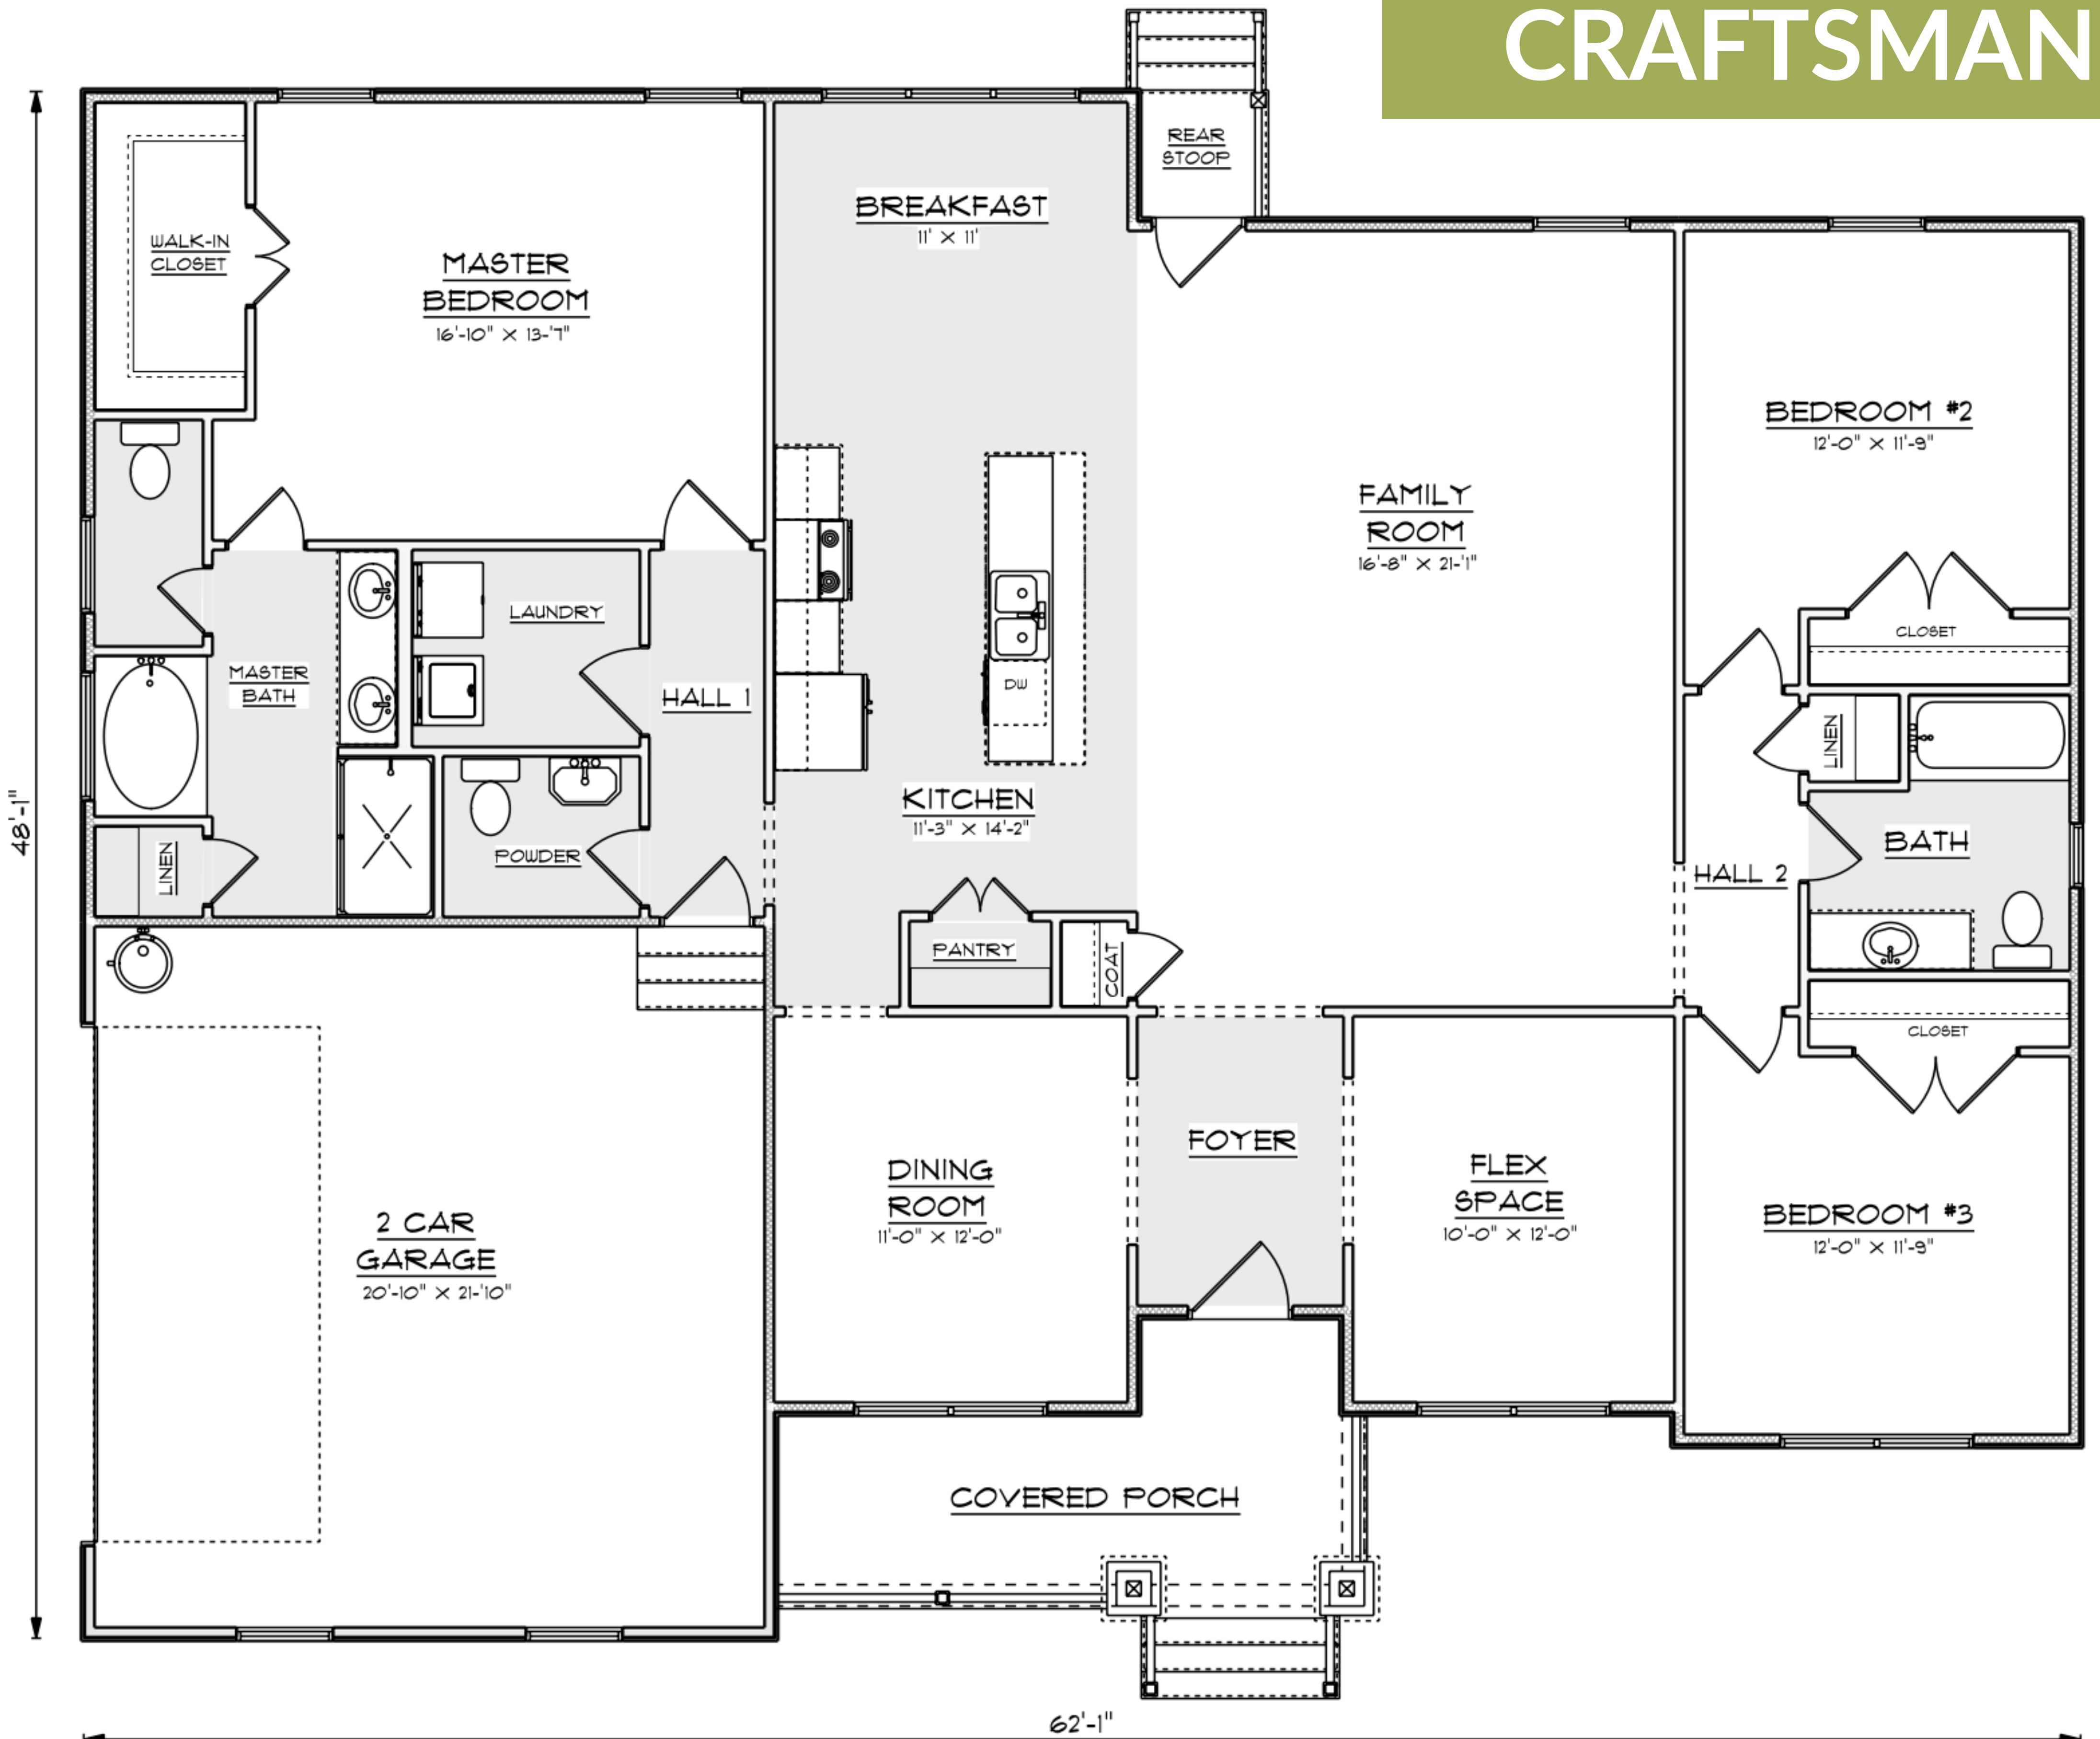 CRAFTSMAN
REAR
STOOP
BREAKFAST
11' X 11'
WALK-IN
CLOSET
MASTER
BEDROOM
16'-10" X 13-'7"
BEDROOM #2
12'-0" X 11'-9"
FAMILY
ROOM
16'-8" X 21-'1"
LAUNDRY
CLOSET
MASTER
BATH
HALL 1
DW
LINEN
KITCHEN
11'-3" X 14'-2"
48'-1"
BATH
POWDER
LINEN
HALL 2
PANTRY
COAT
CLOSET
FOYER
DINING
ROOM
11'-0" X 12'-0"
FLEX
SPACE
10'-0" X 12'-0"
2 CAR
GARAGE
20'-10" X 21-'10"
BEDROOM #3
12'-0" X 11'-9"
COVERED PORCH
62'-1"